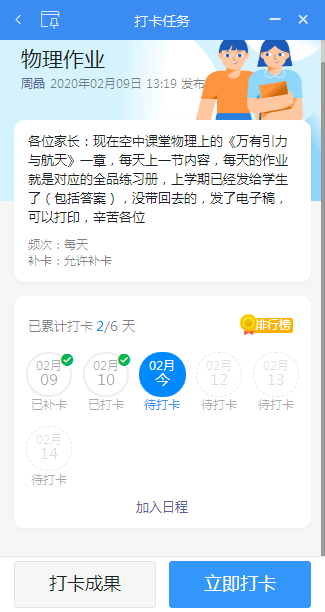 打卡任务
物理作业
周品 2020年02月09日 13:19 发布
各位家长：现在空中课堂物理上的《万有引力
与航天》一章，每天上一节内容，每天的作业
就是对应的全品练习册，上学期已经发给学生
了（包括答案），没带回去的，发了电子稿，
可以打印，辛苦各位
频次：每天
补卡：允许补卡
已累计打卡 2/6 天
排行榜
02月 02月 02月 02月 02月
09 10 今 12 13
已补卡 已打卡 待打卡 待打卡 待打卡
02月
14
待打卡
加入日程
打卡成果 立即打卡